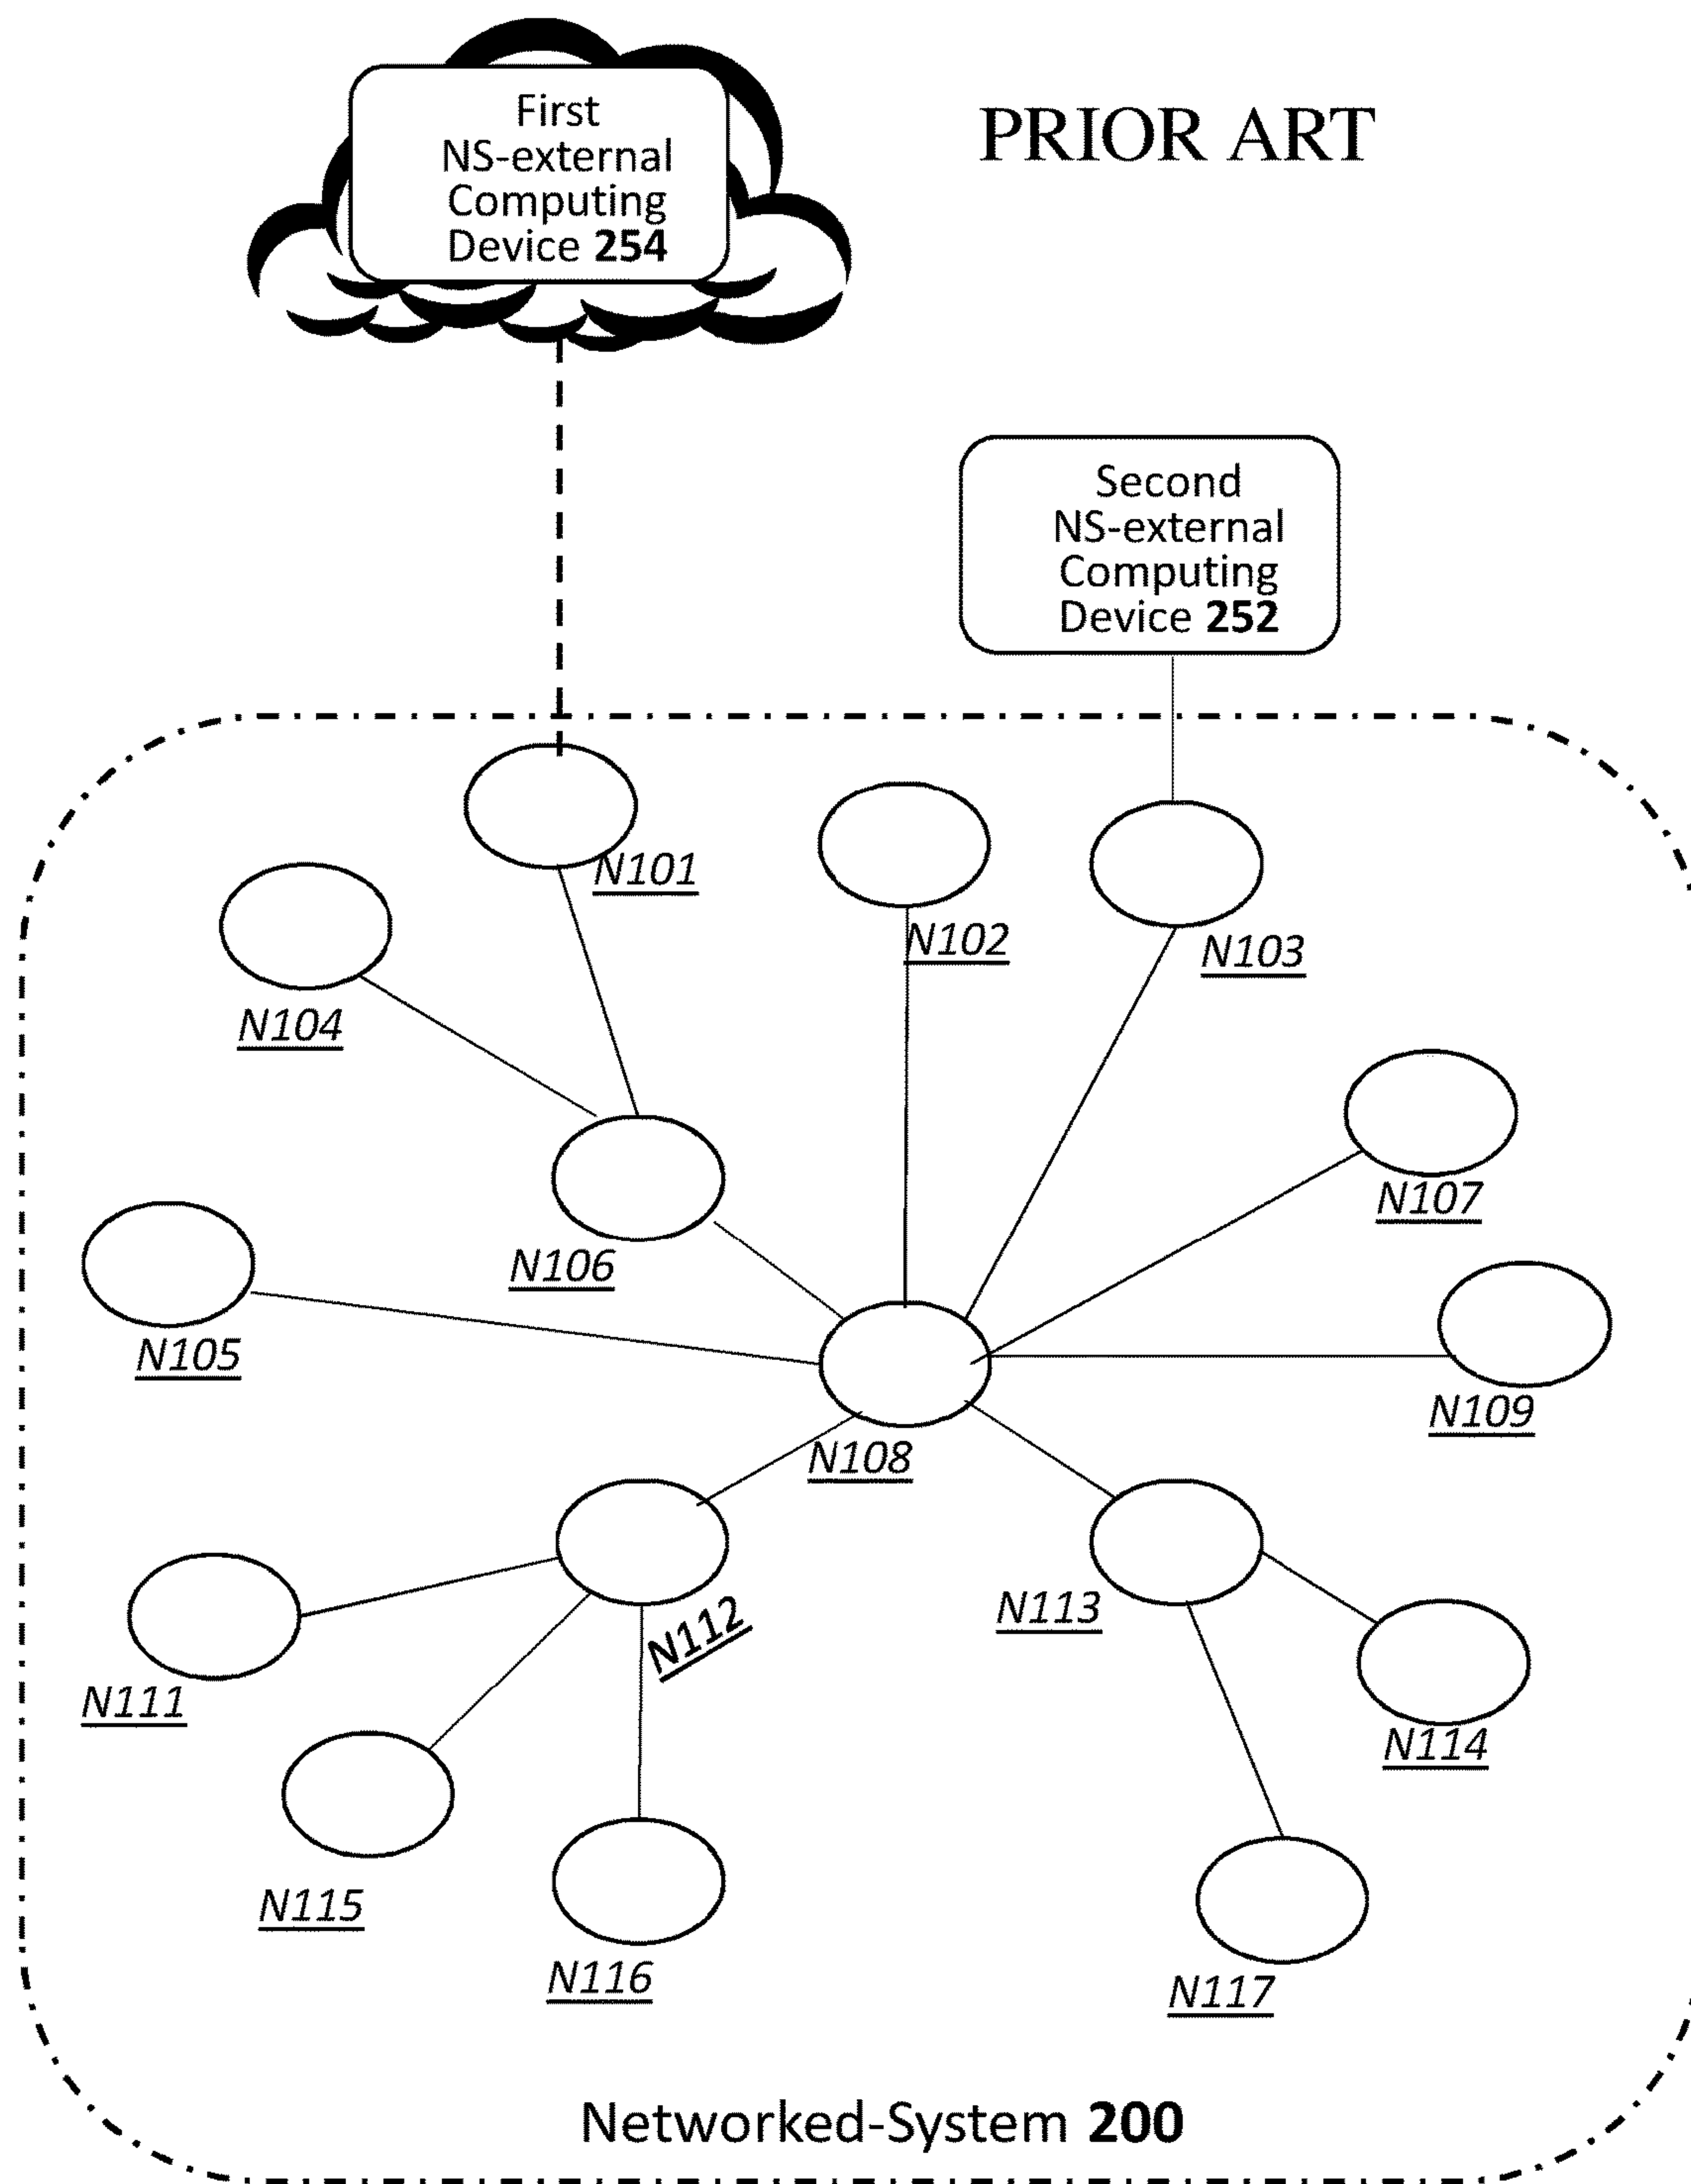 First
NS-external
Computing
Device 254
PRIOR ART
Second
NS-external
Computing
Device 252
N101
N102
N103
N104
N107
N106
N105
N109
N108
N112
N113
N111
N114
N115
N116
N117
Networked-System 200